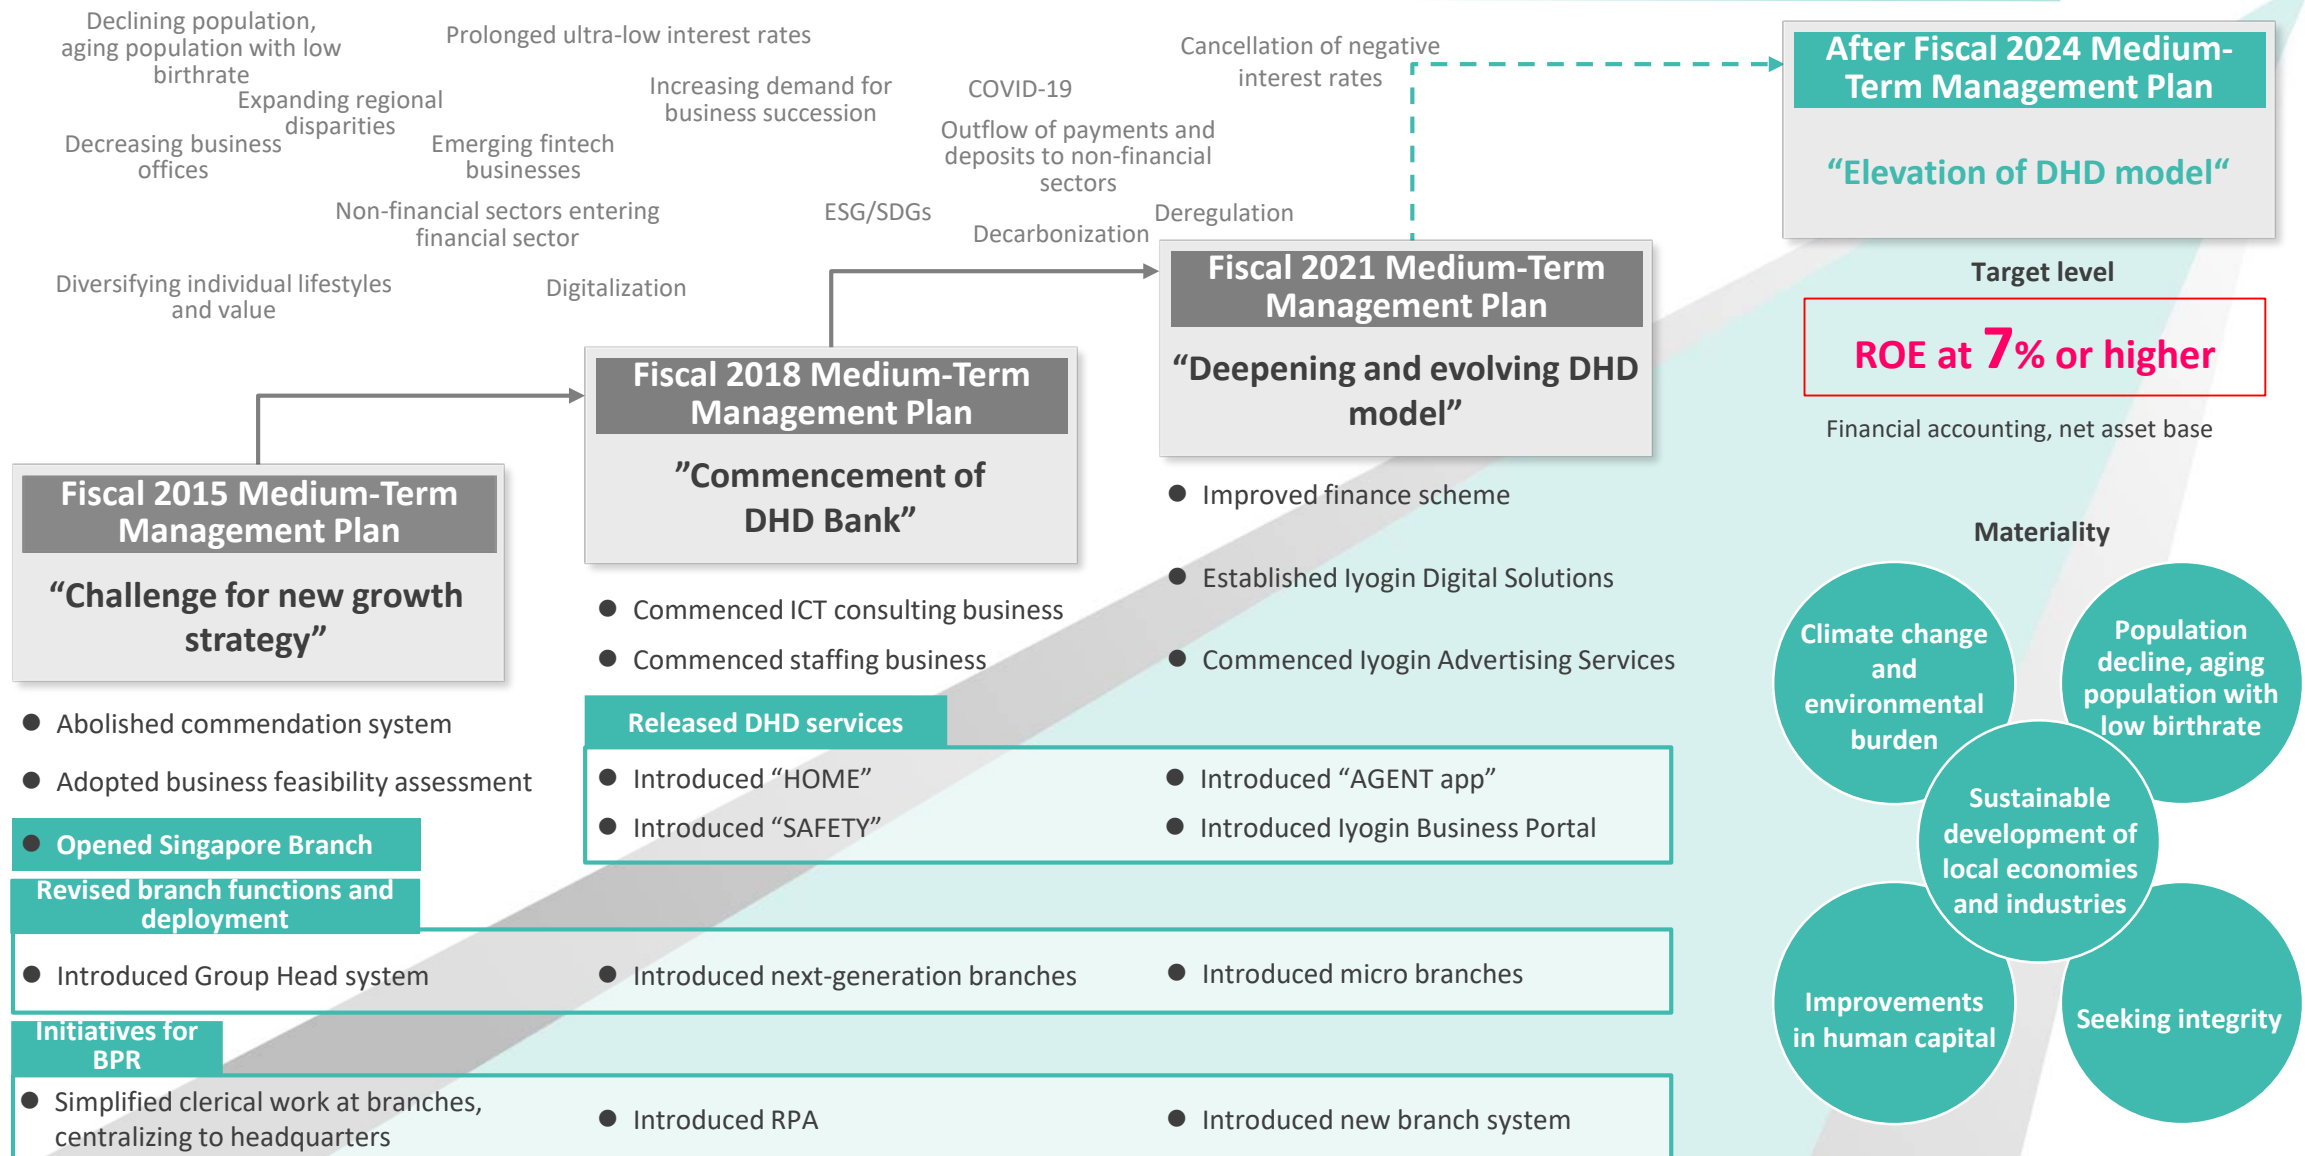 Declining population,
aging population with low
birthrate
Prolonged ultra-low interest rates
Expanding regional
disparities
Increasing demand for
business succession
COVID-19
Cancellation of negative
interest rates
Decreasing business
offices
Emerging fintech
businesses
Outflow of payments and
deposits to non-financial
sectors
Non-financial sectors entering
financial sector
ESG/SDGs
Decarbonization
Deregulation
Diversifying individual lifestyles
and value
Digitalization
Fiscal 2015 Medium-Term
Management Plan
“Challenge for new growth
strategy”
● Abolished commendation system
● Adopted business feasibility assessment
● Opened Singapore Branch
Fiscal 2018 Medium-Term
Management Plan
”Commencement of
DHD Bank”
● Commenced ICT consulting business
● Commenced staffing business
Fiscal 2021 Medium-Term
Management Plan
“Deepening and evolving DHD
model”
● Improved finance scheme
● Established Iyogin Digital Solutions
● Commenced Iyogin Advertising Services
Released DHD services
● Introduced “HOME”
● Introduced “SAFETY”
● Introduced “AGENT app”
● Introduced Iyogin Business Portal
Revised branch functions and
deployment
● Introduced Group Head system
● Introduced next-generation branches
● Introduced micro branches
Initiatives for
BPR
● Simplified clerical work at branches,
centralizing to headquarters
● Introduced RPA
● Introduced new branch system
After Fiscal 2024 Medium-
Term Management Plan
“Elevation of DHD model“
Target level
ROE at 7% or higher
Financial accounting, net asset base
Materiality
Climate change
and
environmental
burden
Population
decline, aging
population with
low birthrate
Sustainable
development of
local economies
and industries
Improvements
in human capital
Seeking integrity